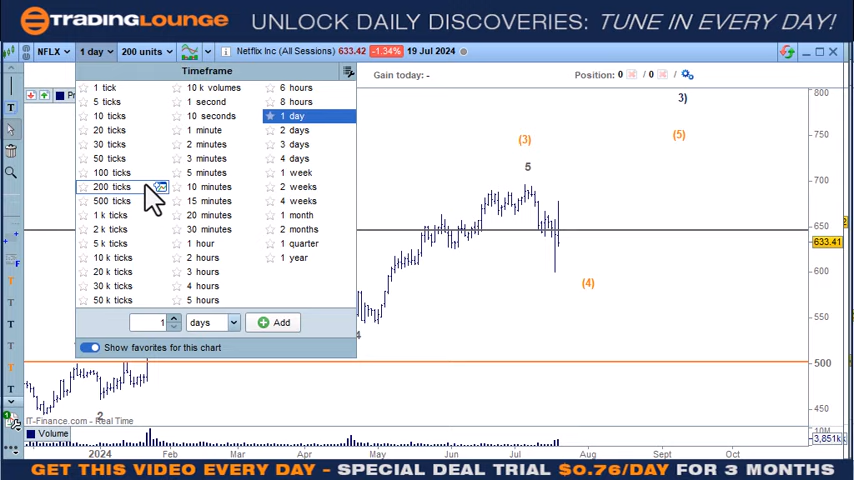 TRADINGLOUNGE UNLOCK DAILY DISCOVERIES: TUNE IN EVERY DAY!
NFLX 1 day 200 units Netflix Inc (All Sessions) 633.42 -1.34% 19 Jul 2024
Timeframe
Gain today: - Position: 0 / 0
1 tick 10 k volumes 6 hours
5 ticks 1 second 8 hours
10 ticks 10 seconds 1 day
20 ticks 1 minute 2 days
30 ticks 2 minutes 3 days
50 ticks 3 minutes 4 days
100 ticks 5 minutes 1 week
200 ticks 10 minutes 2 weeks
500 ticks 15 minutes 4 weeks
1 k ticks 20 minutes 1 month
2 k ticks 30 minutes 2 months
5 k ticks 1 hour 1 quarter
10 k ticks 2 hours 1 year
20 k ticks 3 hours
30 k ticks 4 hours
50 k ticks 5 hours
1 days Add
Show favorites for this chart
3)
(3)
(5)
5
(4)
4
2
800
750
700
650
633.41
600
550
500
450
IT-Finance.com - Real Time
Volume
10M
3,851k
2024 Feb May Jun Jul Aug Sep Oct
GET THIS VIDEO EVERY DAY - SPECIAL DEAL TRIAL $0.76/DAY FOR 3 MONTHS